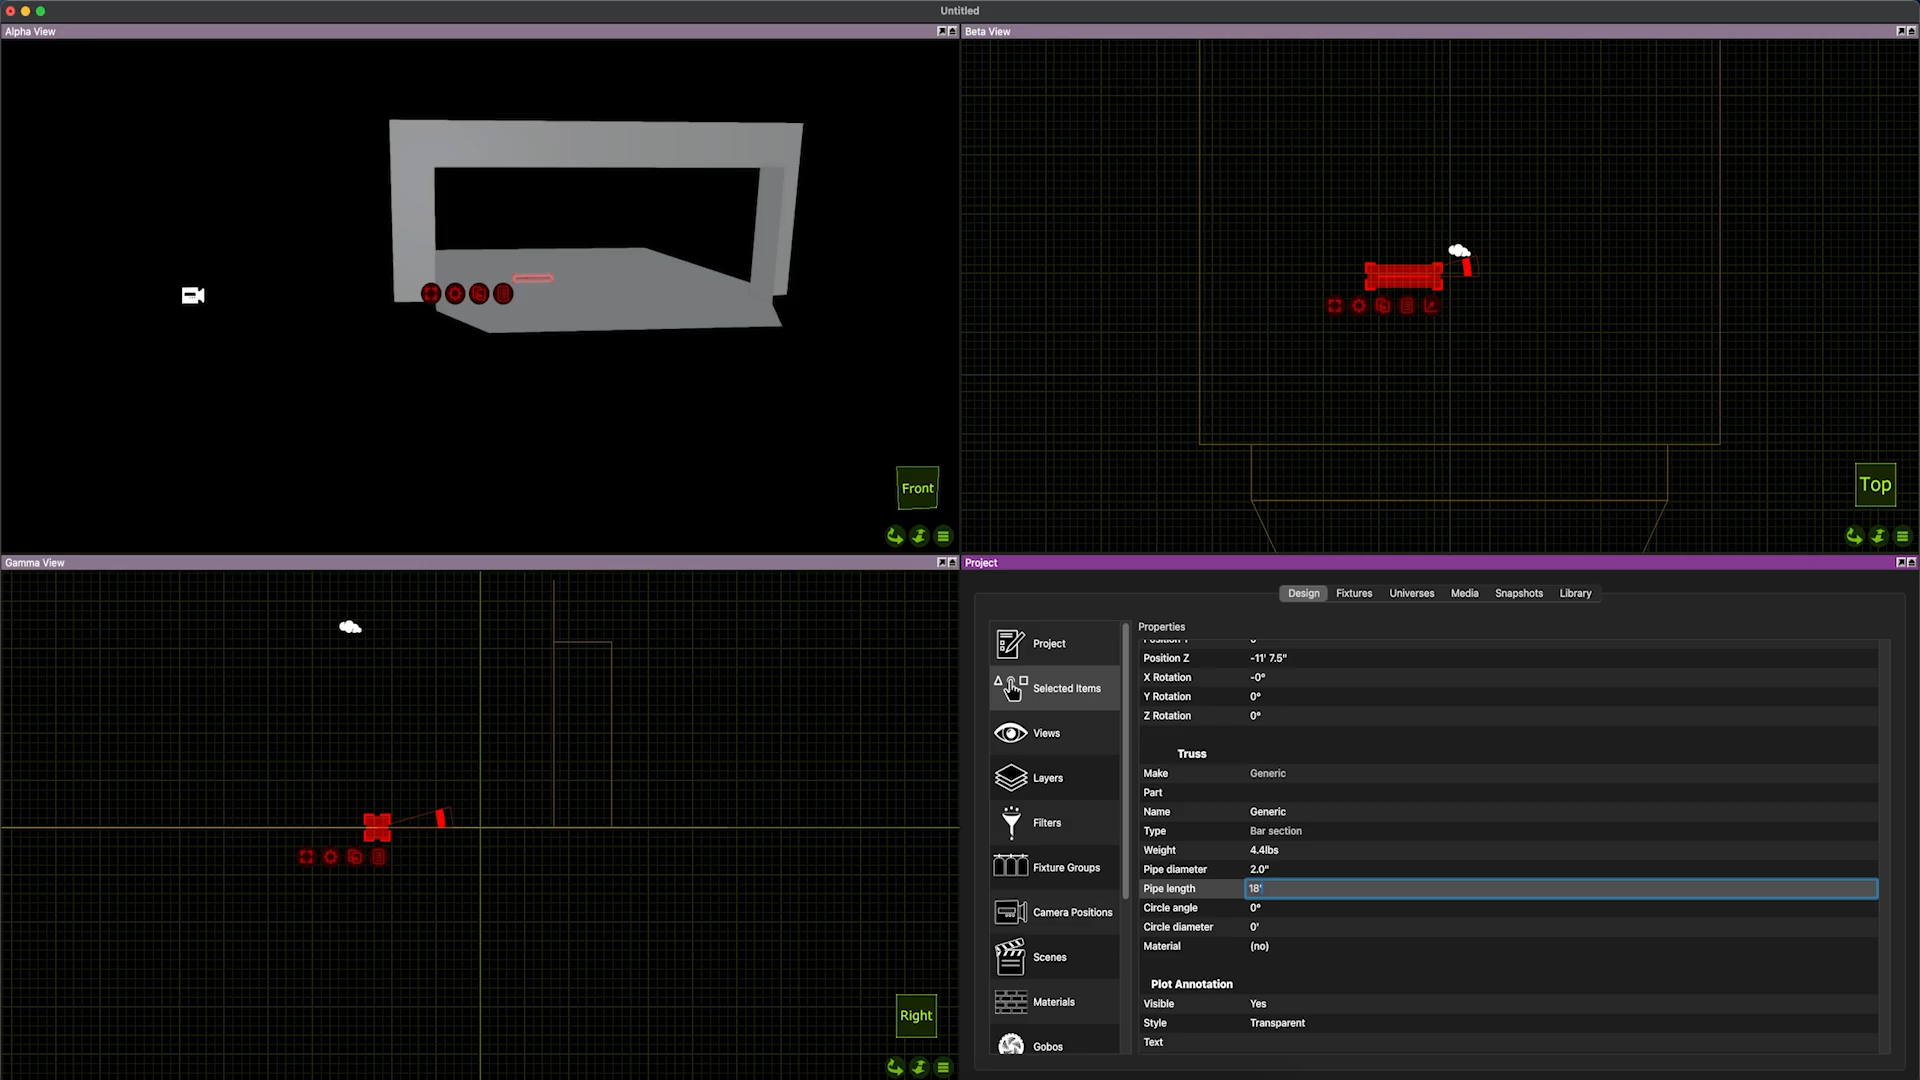 Untitled
Alpha View
Beta View
Front
Top
Gamma View
Right
Project
Design
Fixtures
Universes
Media
Snapshots
Library
Project
Selected Items
Views
Layers
Filters
Fixture Groups
Camera Positions
Scenes
Materials
Gobos
Properties
Position Z -11' 7.5"
X Rotation -0°
Y Rotation 0°
Z Rotation 0°
Truss
Make Generic
Part
Name Generic
Type Bar section
Weight 4.4lbs
Pipe diameter 2.0"
Pipe length 18'
Circle angle 0°
Circle diameter 0'
Material (no)
Plot Annotation
Visible Yes
Style Transparent
Text